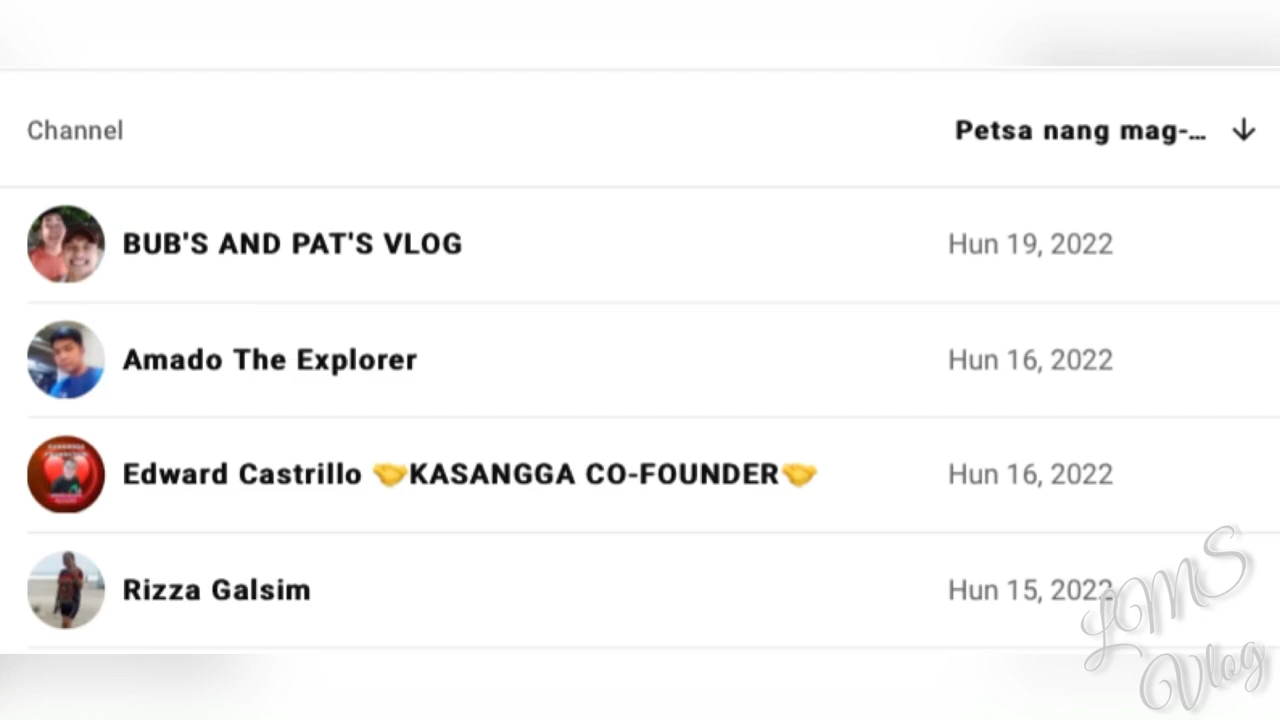 Channel Petsa nang mag-…
BUB'S AND PAT'S VLOG Hun 19, 2022
Amado The Explorer Hun 16, 2022
Edward Castrillo 🤝KASANGGA CO-FOUNDER🤝 Hun 16, 2022
Rizza Galsim Hun 15, 2022
LMS
Vlog